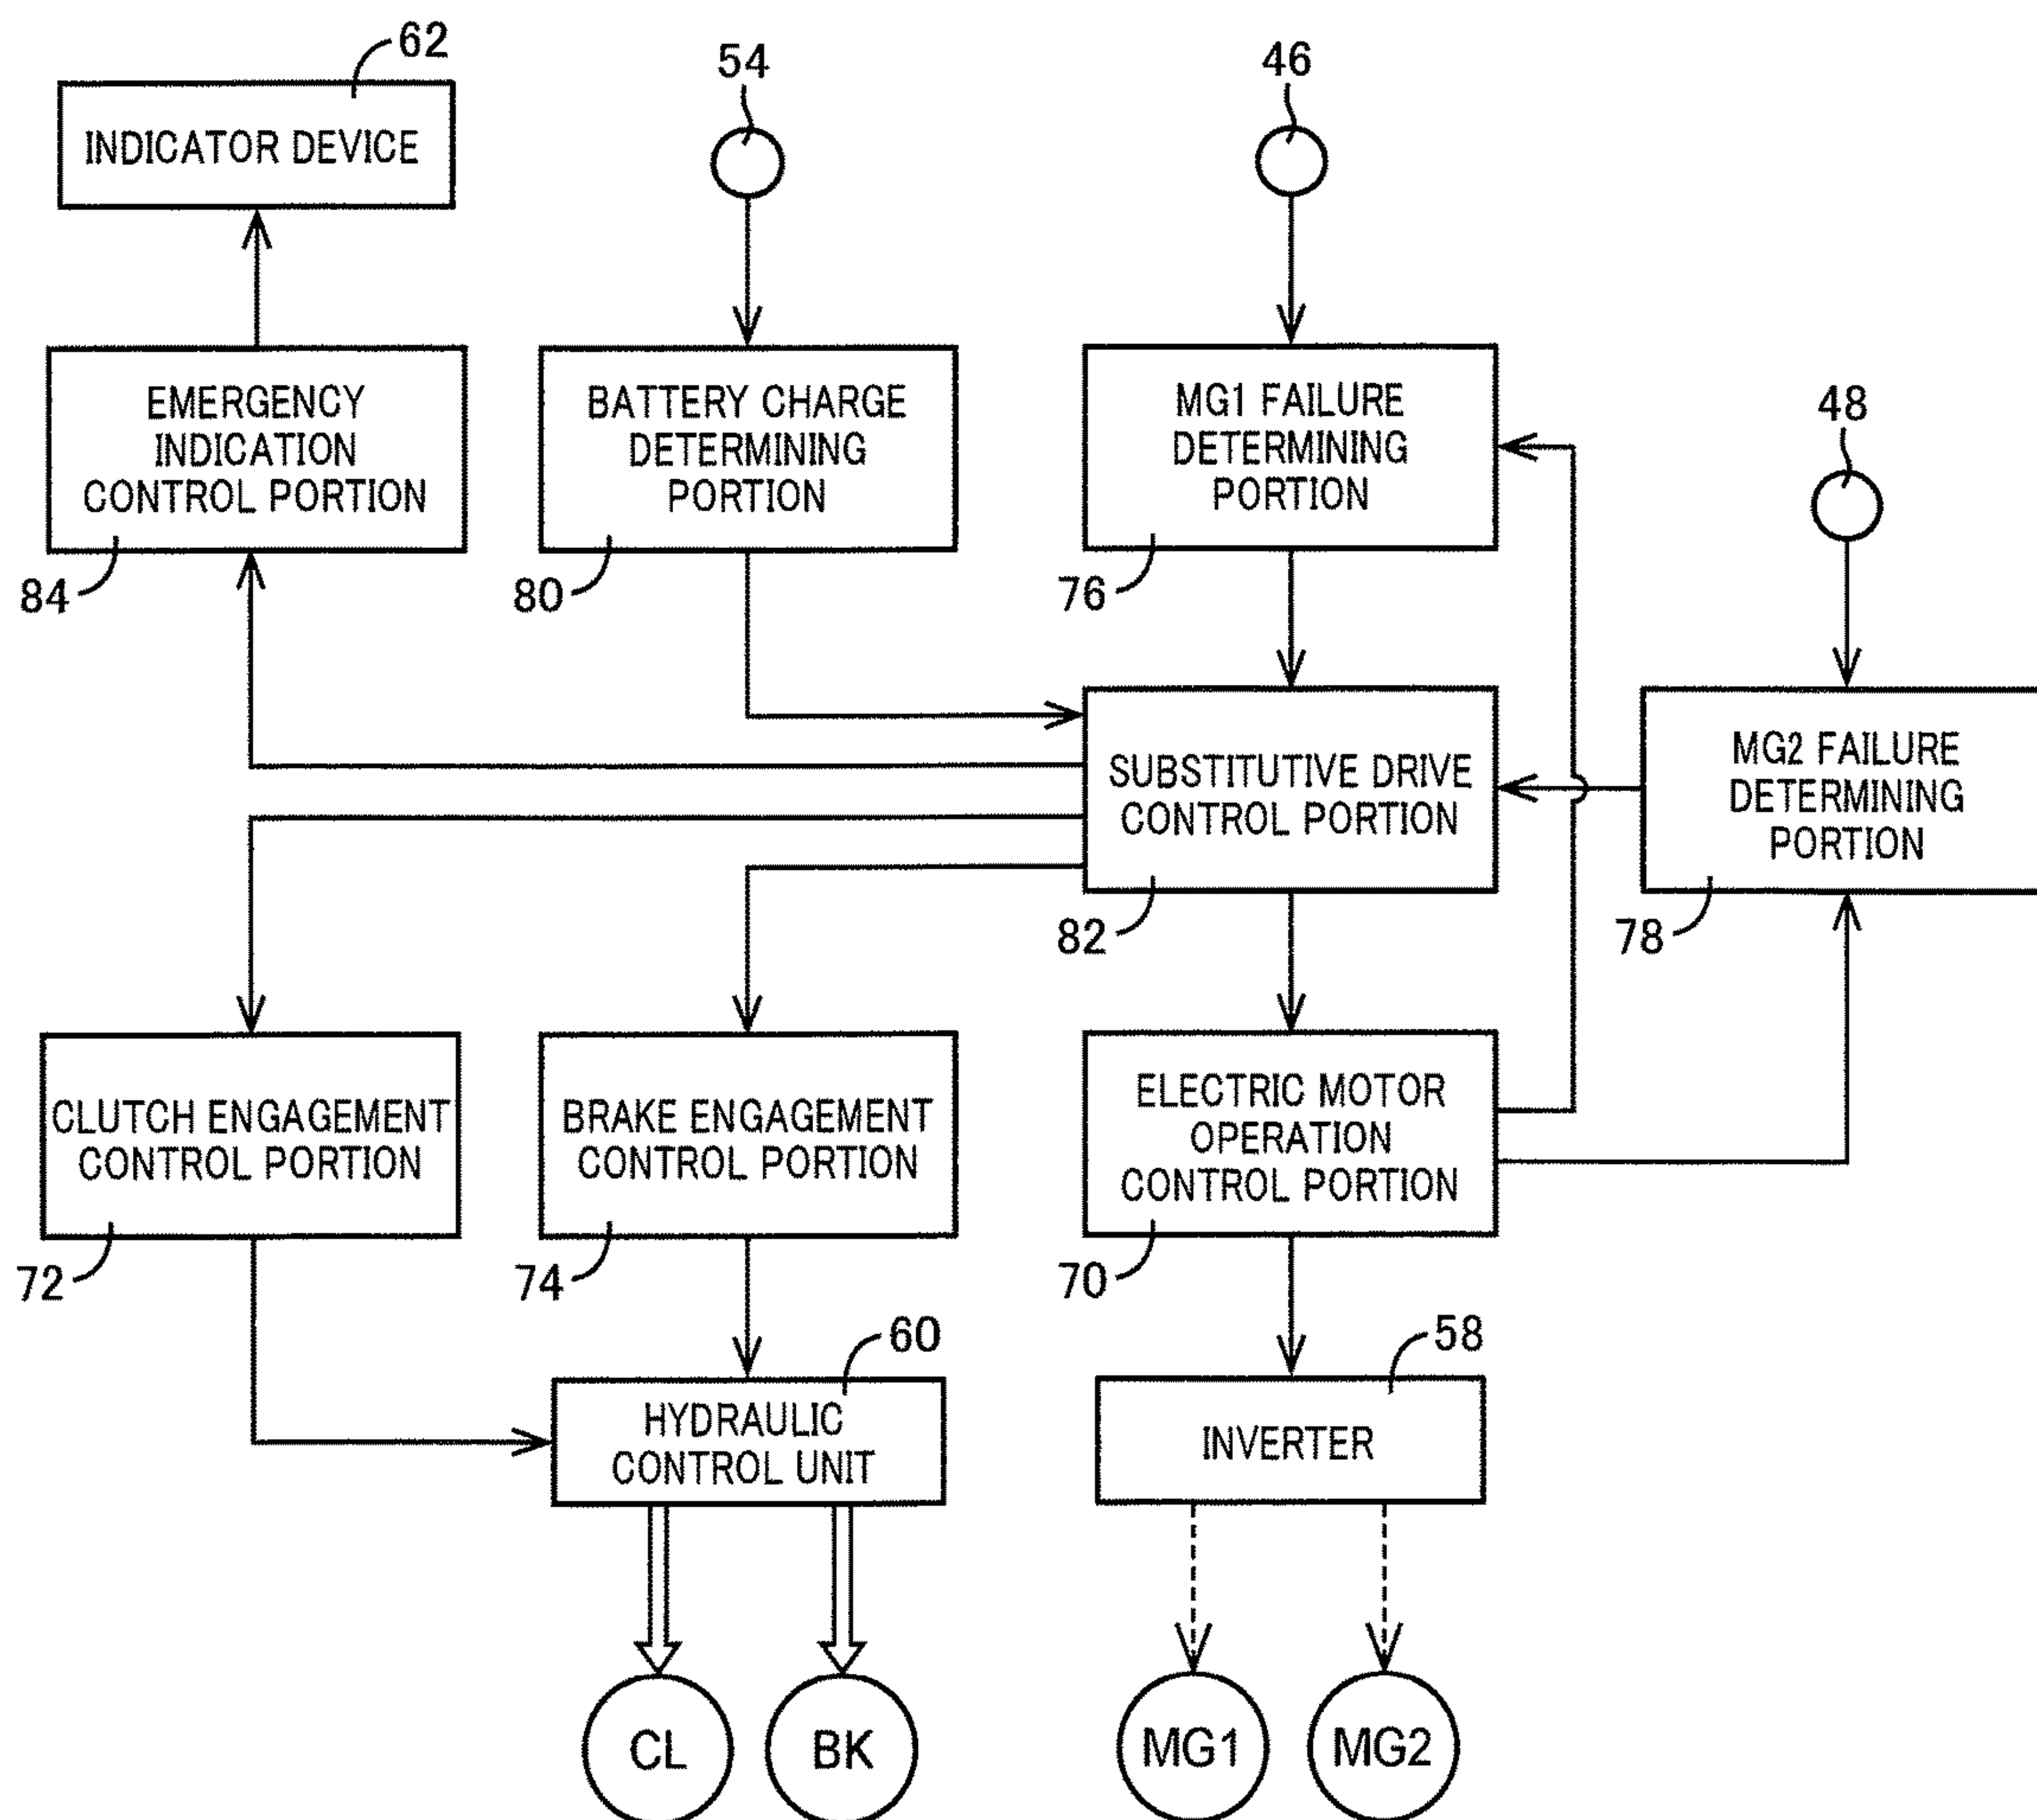 62
54
46
INDICATOR DEVICE
EMERGENCY
INDICATION
CONTROL PORTION
84
BATTERY CHARGE
DETERMINING
PORTION
80
MG1 FAILURE
DETERMINING
PORTION
76
48
SUBSTITUTIVE DRIVE
CONTROL PORTION
82
MG2 FAILURE
DETERMINING
PORTION
78
CLUTCH ENGAGEMENT
CONTROL PORTION
72
BRAKE ENGAGEMENT
CONTROL PORTION
74
ELECTRIC MOTOR
OPERATION
CONTROL PORTION
70
60
HYDRAULIC
CONTROL UNIT
58
INVERTER
CL
BK
MG1
MG2